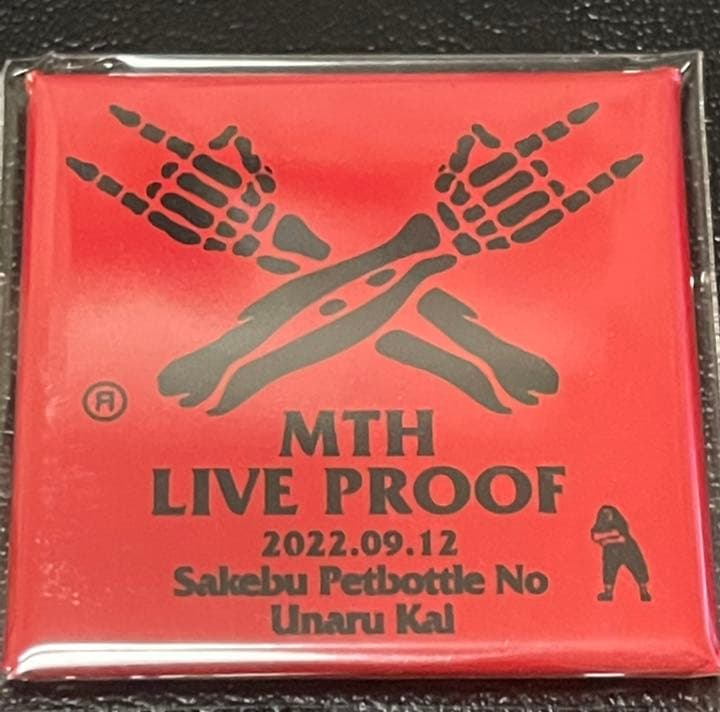 MTH
LIVE PROOF
2022.09.12
Sakebu Petbottle No
Unaru Kai